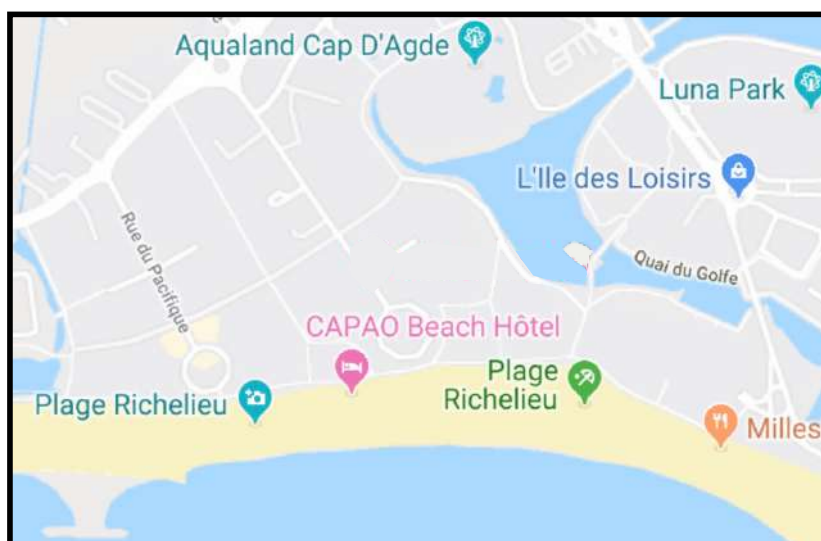 Aqualand Cap D'Agde
Luna Park
L'Ile des Loisirs
Rue du Pacifique
Quai du Golfe
CAPAO Beach Hôtel
Plage
Richelieu
Plage Richelieu
Milles